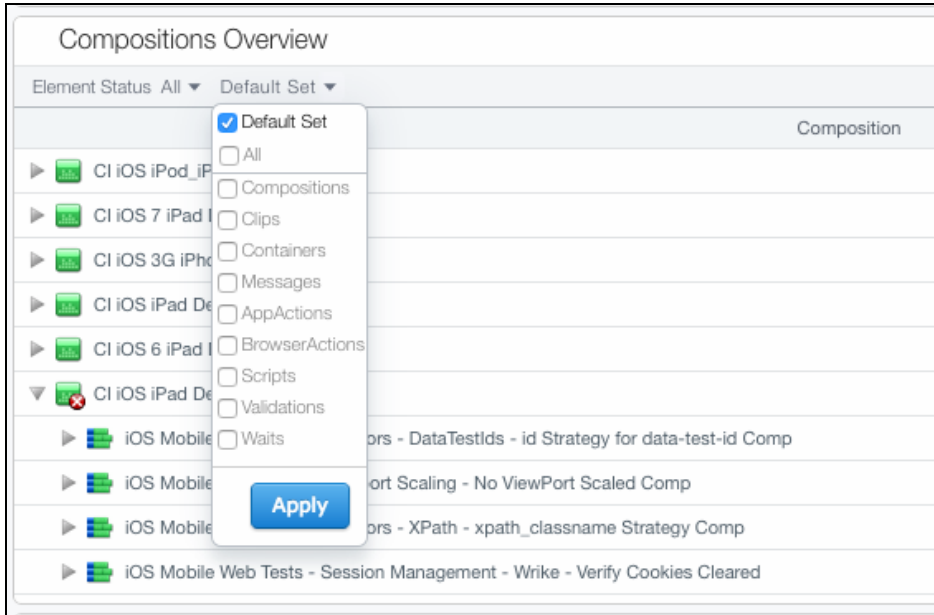 Compositions Overview
Element Status All Default Set
Default Set
Composition
All
CI iOS iPod_iP
Compositions
CI iOS 7 iPad
Clips
CI iOS 3G iPho
Containers
Messages
CI iOS iPad De
AppActions
CI iOS 6 iPad
BrowserActions
Scripts
CI iOS iPad De
Validations
iOS Mobile ors - DataTestIds - id Strategy for data-test-id Comp
Waits
iOS Mobile ort Scaling - No ViewPort Scaled Comp
Apply
iOS Mobile ors - XPath - xpath_classname Strategy Comp
iOS Mobile Web Tests - Session Management - Wrike - Verify Cookies Cleared